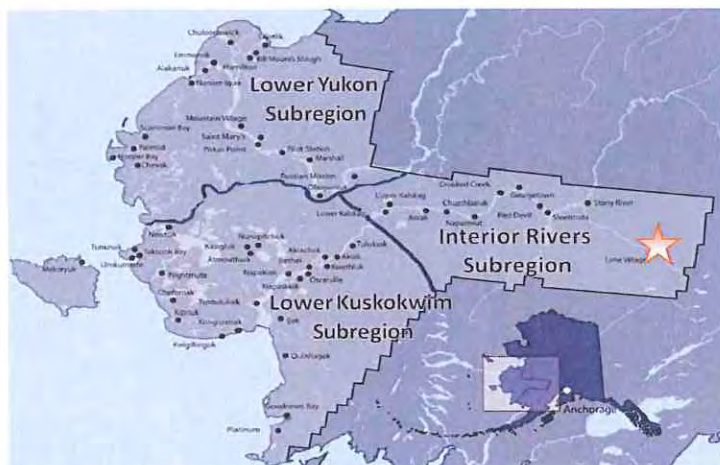 Chuloonawick
Kotlik
Emmonak
Bill Moore's Slough
Hamilton
Alakanuk
Nunam Iqua
Lower Yukon
Subregion
Mountain Village
Scammon Bay
Saint Mary's
Pitkas Point
Pilot Station
Marshall
Hooper Bay
Chevak
Russian Mission
Crooked Creek
Georgetown
Stony River
Upper Kalskag
Chuathbaluk
Lower Kalskag
Aniak
Napaimute
Red Devil
Sleetmute
Interior Rivers
Subregion
Lime Village
Newtok
Nunapitchuk
Tununak
Toksook Bay
Kasigluk
Akiachak
Tuluksak
Umkumiute
Atmautluak
Bethel
Akiak
Mekoryuk
Nightmute
Napakiak
Kwethluk
Oscarville
Napaskiak
Chefornak
Tuntutuliak
Lower Kuskokwim
Subregion
Kipnuk
Kongiganak
Eek
Kwigillingok
Quinhagak
Goodnews Bay
Platinum
Anchorage